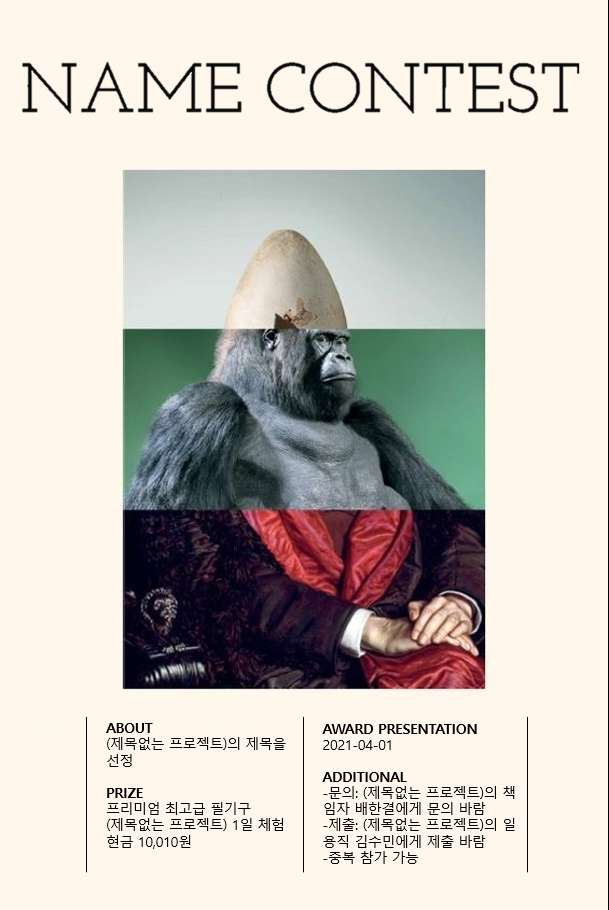 NAME CONTEST
ABOUT
(제목없는 프로젝트)의 제목을
선정
PRIZE
프리미엄 최고급 필기구
(제목없는 프로젝트) 1일 체험
현금 10,010원
AWARD PRESENTATION
2021-04-01
ADDITIONAL
-문의: (제목없는 프로젝트)의 책
임자 배한결에게 문의 바람
-제출: (제목없는 프로젝트)의 일
용직 김수민에게 제출 바람
-중복 참가 가능